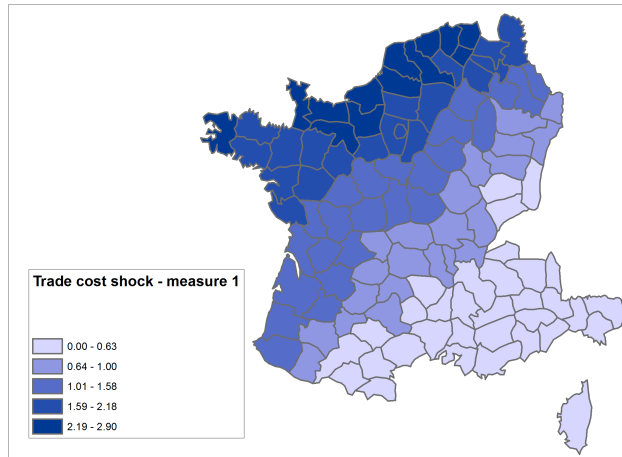 Trade cost shock - measure 1
0.00 - 0.63
0.64 - 1.00
1.01 - 1.58
1.59 - 2.18
2.19 - 2.90